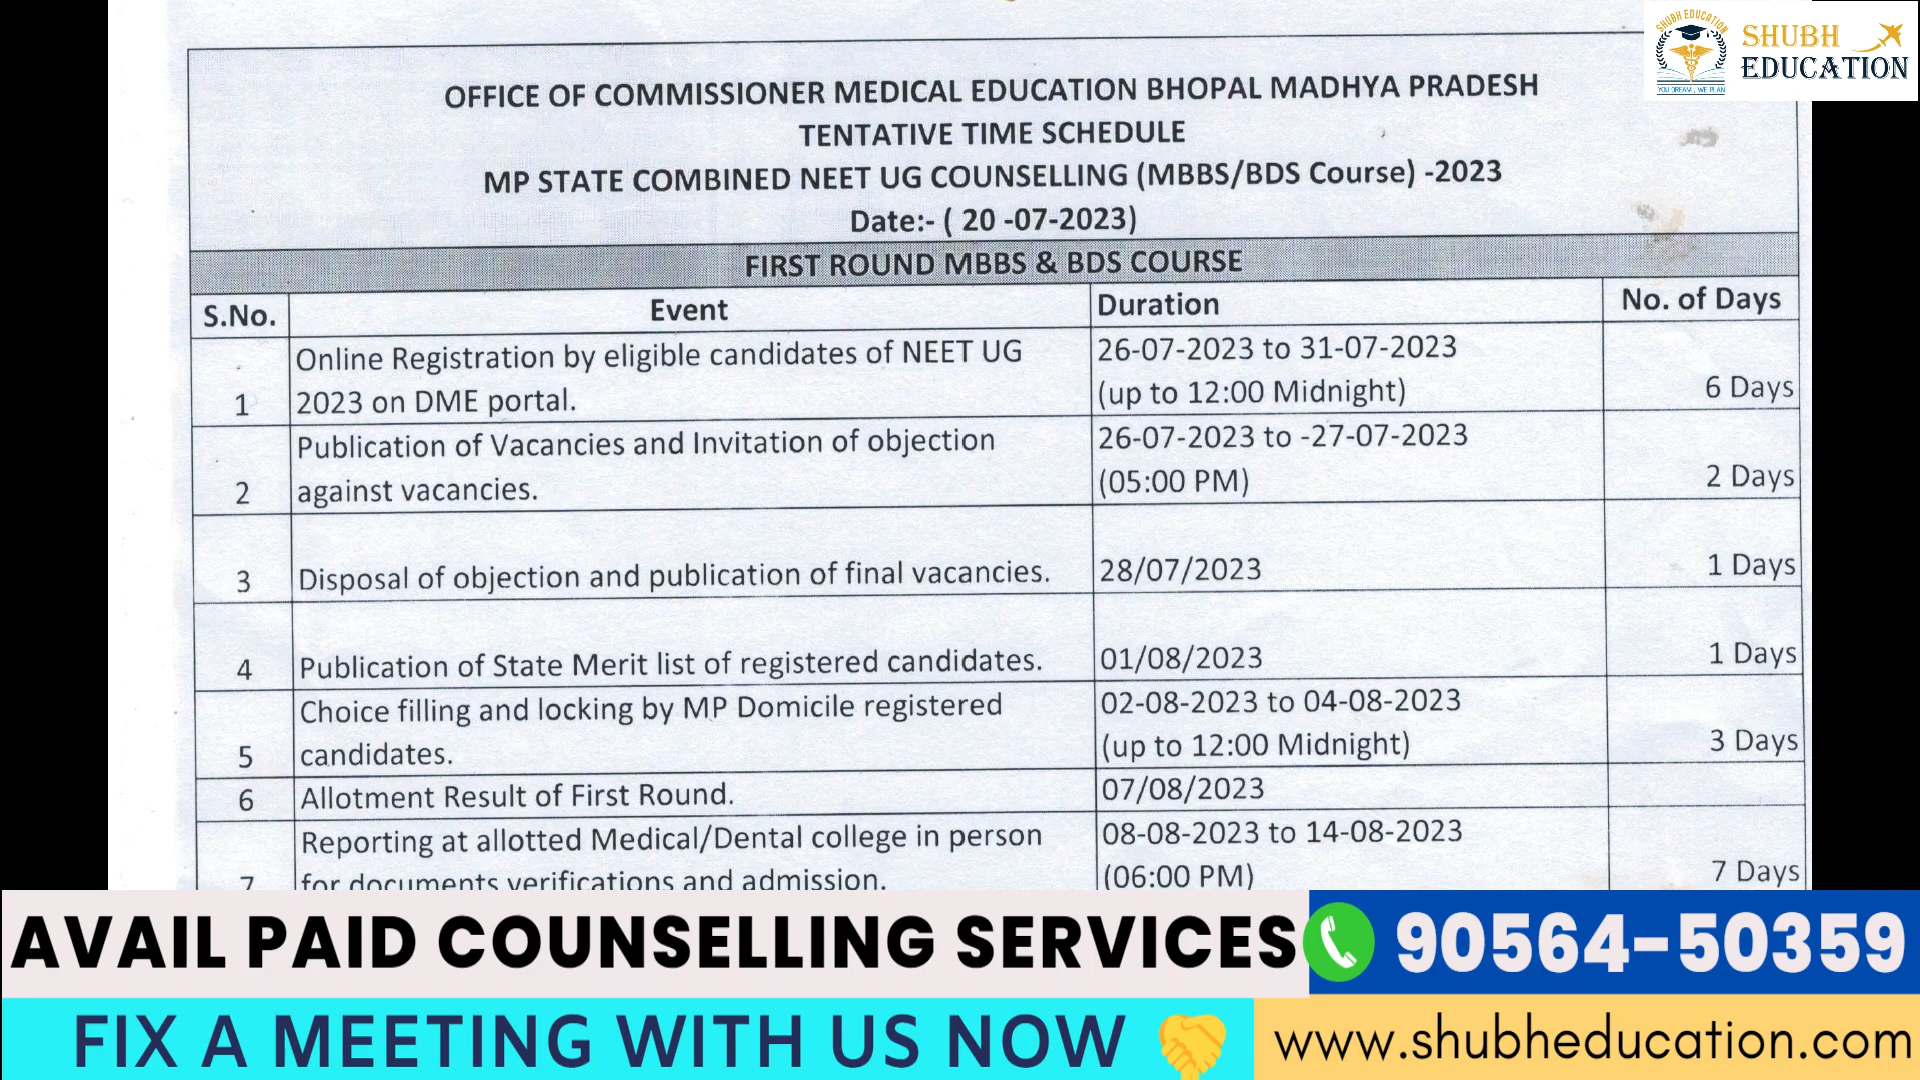 SHUBH EDUCATION
SHUBH
EDUCATION
YOU DREAM, WE PLAN
OFFICE OF COMMISSIONER MEDICAL EDUCATION BHOPAL MADHYA PRADESH
TENTATIVE TIME SCHEDULE
MP STATE COMBINED NEET UG COUNSELLING (MBBS/BDS Course) -2023
Date:- ( 20 -07-2023)
FIRST ROUND MBBS & BDS COURSE
S.No. Event Duration No. of Days
1 Online Registration by eligible candidates of NEET UG 26-07-2023 to 31-07-2023
2023 on DME portal. (up to 12:00 Midnight) 6 Days
2 Publication of Vacancies and Invitation of objection 26-07-2023 to -27-07-2023
against vacancies. (05:00 PM) 2 Days
3 Disposal of objection and publication of final vacancies. 28/07/2023 1 Days
4 Publication of State Merit list of registered candidates. 01/08/2023 1 Days
5 Choice filling and locking by MP Domicile registered 02-08-2023 to 04-08-2023
candidates. (up to 12:00 Midnight) 3 Days
6 Allotment Result of First Round. 07/08/2023
7 Reporting at allotted Medical/Dental college in person 08-08-2023 to 14-08-2023
for documents verifications and admission. (06:00 PM) 7 Days
AVAIL PAID COUNSELLING SERVICES 90564-50359
FIX A MEETING WITH US NOW www.shubheducation.com